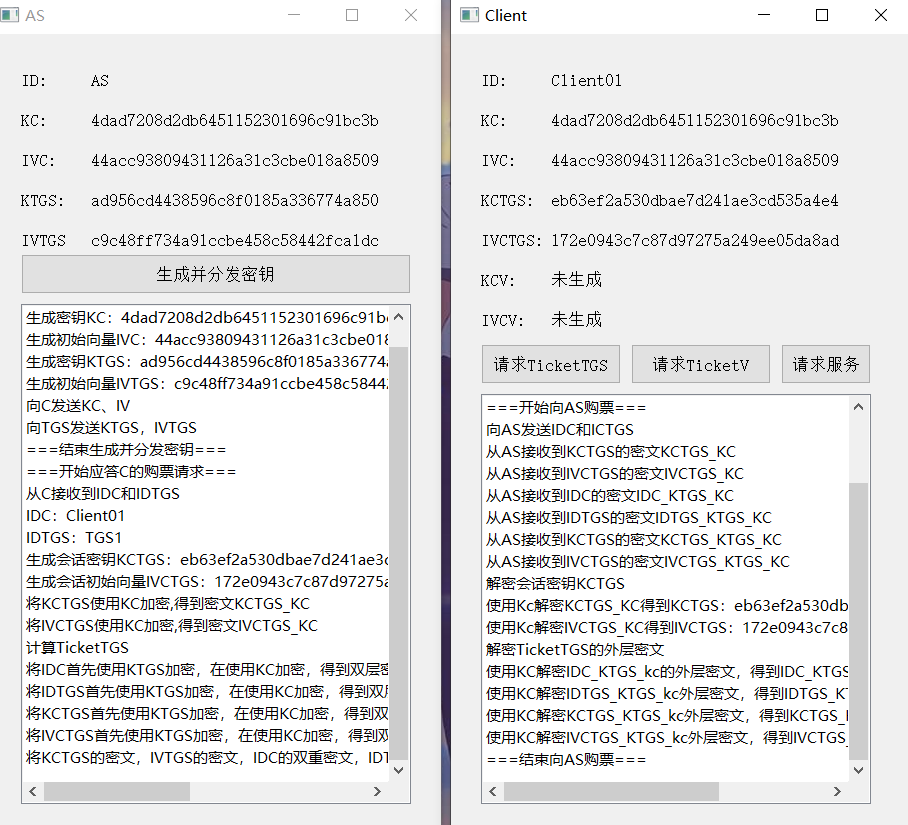 AS
ID: AS
KC: 4dad7208d2db6451152301696c91bc3b
IVC: 44acc93809431126a31c3cbe018a8509
KTGS: ad956cd4438596c8f0185a336774a850
IVTGS c9c48ff734a91ccbe458c58442fca1dc
生成并分发密钥
生成密钥KC：4dad7208d2db6451152301696c91b
生成初始向量IVC：44acc93809431126a31c3cbe018
生成密钥KTGS：ad956cd4438596c8f0185a336774
生成初始向量IVTGS：c9c48ff734a91ccbe458c5844
向C发送KC、IV
向TGS发送KTGS，IVTGS
===结束生成并分发密钥===
===开始应答C的购票请求===
从C接收到IDC和IDTGS
IDC：Client01
IDTGS：TGS1
生成会话密钥KCTGS：eb63ef2a530dbae7d241ae3c
生成会话初始向量IVCTGS：172e0943c7c87d97275a
将KCTGS使用KC加密,得到密文KCTGS_KC
将IVCTGS使用KC加密,得到密文IVCTGS_KC
计算TicketTGS
将IDC首先使用KTGS加密，在使用KC加密，得到双层密
将IDTGS首先使用KTGS加密，在使用KC加密，得到双
将KCTGS首先使用KTGS加密，在使用KC加密，得到双
将IVCTGS首先使用KTGS加密，在使用KC加密，得到双
将KCTGS的密文，IVTGS的密文，IDC的双重密文，IDT
Client
ID: Client01
KC: 4dad7208d2db6451152301696c91bc3b
IVC: 44acc93809431126a31c3cbe018a8509
KCTGS: eb63ef2a530dbae7d241ae3cd535a4e4
IVCTGS: 172e0943c7c87d97275a249ee05da8ad
KCV: 未生成
IVCV: 未生成
请求TicketTGS 请求TicketV 请求服务
===开始向AS购票===
向AS发送IDC和ICTGS
从AS接收到KCTGS的密文KCTGS_KC
从AS接收到IVCTGS的密文IVCTGS_KC
从AS接收到IDC的密文IDC_KTGS_KC
从AS接收到IDTGS的密文IDTGS_KTGS_KC
从AS接收到KCTGS的密文KCTGS_KTGS_KC
从AS接收到IVCTGS的密文IVCTGS_KTGS_KC
解密会话密钥KCTGS
使用Kc解密KCTGS_KC得到KCTGS：eb63ef2a530db
使用Kc解密IVCTGS_KC得到IVCTGS：172e0943c7c8
解密TicketTGS的外层密文
使用KC解密IDC_KTGS_kc的外层密文，得到IDC_KTGS
使用KC解密IDTGS_KTGS_kc外层密文，得到IDTGS_KT
使用KC解密KCTGS_KTGS_kc外层密文，得到KCTGS_
使用KC解密IVCTGS_KTGS_kc外层密文，得到IVCTGS_
===结束向AS购票===